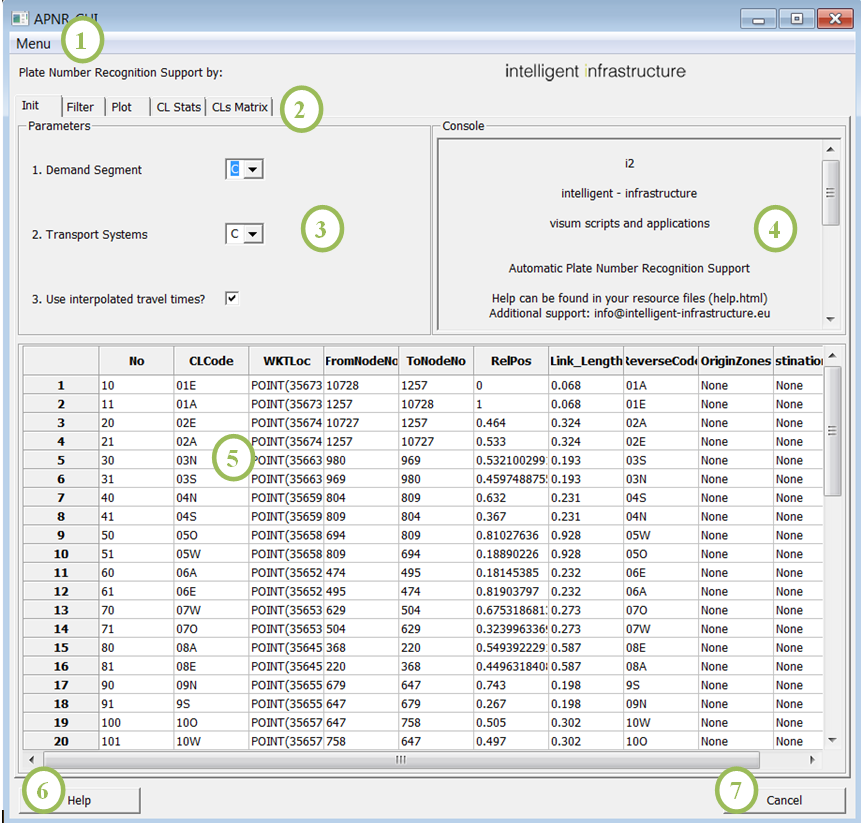 APNR GUI
Menu
1
Plate Number Recognition Support by:
intelligent infrastructure
Init Filter Plot CL Stats CLs Matrix
2
Parameters
1. Demand Segment C
2. Transport Systems C
3
3. Use interpolated travel times?
Console
i2
intelligent - infrastructure
visum scripts and applications
4
Automatic Plate Number Recognition Support
Help can be found in your resource files (help.html)
Additional support: info@intelligent-infrastructure.eu
No CLCode WKTLoc FromNodeNo ToNodeNo RelPos Link_Length ReverseCode OriginZones stination
1 10 01E POINT(35673 10728 1257 0 0.068 01A None None
2 11 01A POINT(35673 1257 10728 1 0.068 01E None None
3 20 02E POINT(35674 10727 1257 0.464 0.324 02A None None
4 21 02A POINT(35674 1257 10727 0.533 0.324 02E None None
5 30 03N POINT(35663 980 969 0.532100299 0.193 03S None None
6 31 03S POINT(35663 969 980 0.459748875 0.193 03N None None
7 40 04N POINT(35659 804 809 0.632 0.231 04S None None
8 41 04S POINT(35659 809 804 0.367 0.231 04N None None
9 50 05O POINT(35658 694 809 0.81027636 0.928 05W None None
10 51 05W POINT(35658 809 694 0.18890226 0.928 05O None None
11 60 06A POINT(35652 474 495 0.18145385 0.232 06E None None
12 61 06E POINT(35652 495 474 0.81903797 0.232 06A None None
13 70 07W POINT(35653 629 504 0.675318681 0.273 07O None None
14 71 07O POINT(35653 504 629 0.323996336 0.273 07W None None
15 80 08A POINT(35645 368 220 0.549392229 0.587 08E None None
16 81 08E POINT(35645 220 368 0.449631840 0.587 08A None None
17 90 09N POINT(35655 679 647 0.743 0.198 9S None None
18 91 9S POINT(35655 647 679 0.267 0.198 09N None None
19 100 10O POINT(35657 647 758 0.505 0.302 10W None None
20 101 10W POINT(35657 758 647 0.497 0.302 10O None None
5
6
Help
7
Cancel